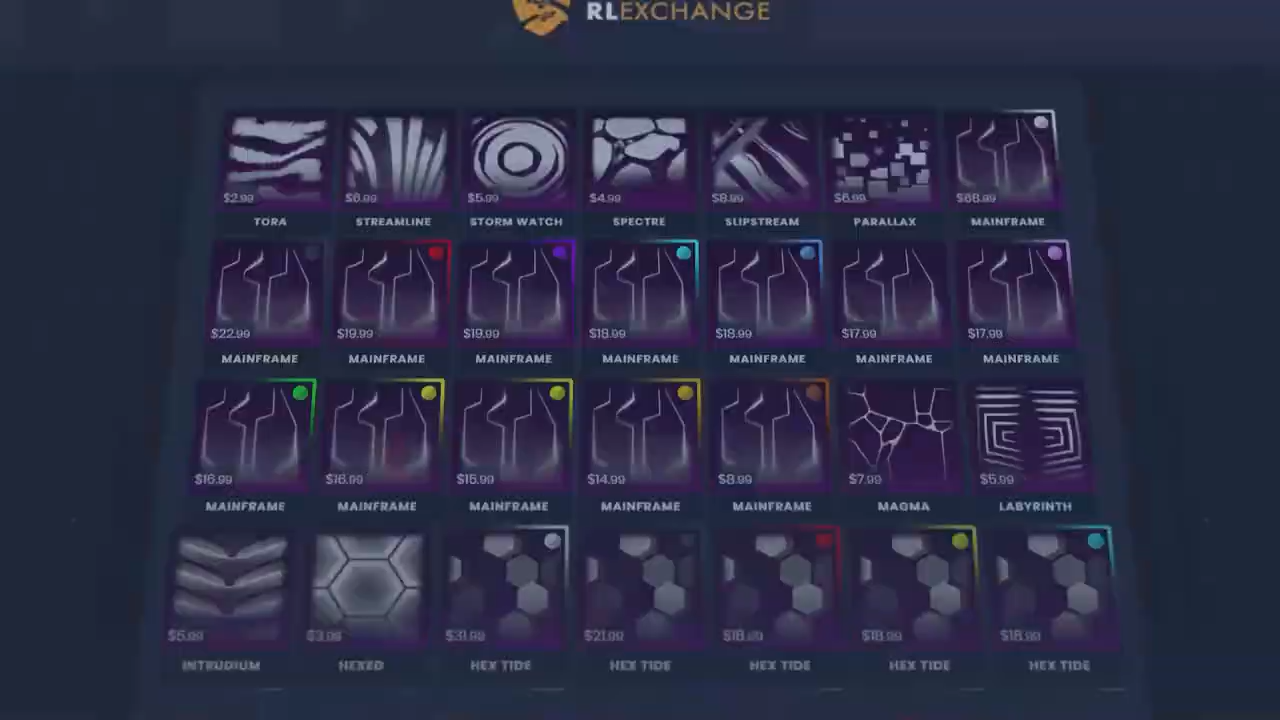 RLEXCHANGE
$2.99 $6.99 $5.99 $4.99 $8.99 $6.99 $68.99
TORA STREAMLINE STORM WATCH SPECTRE SLIPSTREAM PARALLAX MAINFRAME
$22.99 $19.99 $19.99 $18.99 $18.99 $17.99 $17.99
MAINFRAME MAINFRAME MAINFRAME MAINFRAME MAINFRAME MAINFRAME MAINFRAME
$16.99 $16.99 $15.99 $14.99 $8.99 $7.99 $5.99
MAINFRAME MAINFRAME MAINFRAME MAINFRAME MAINFRAME MAGMA LABYRINTH
$5.99 $3.99 $31.99 $21.99 $18.99 $18.99 $18.99
INTRUDIUM HEXED HEX TIDE HEX TIDE HEX TIDE HEX TIDE HEX TIDE